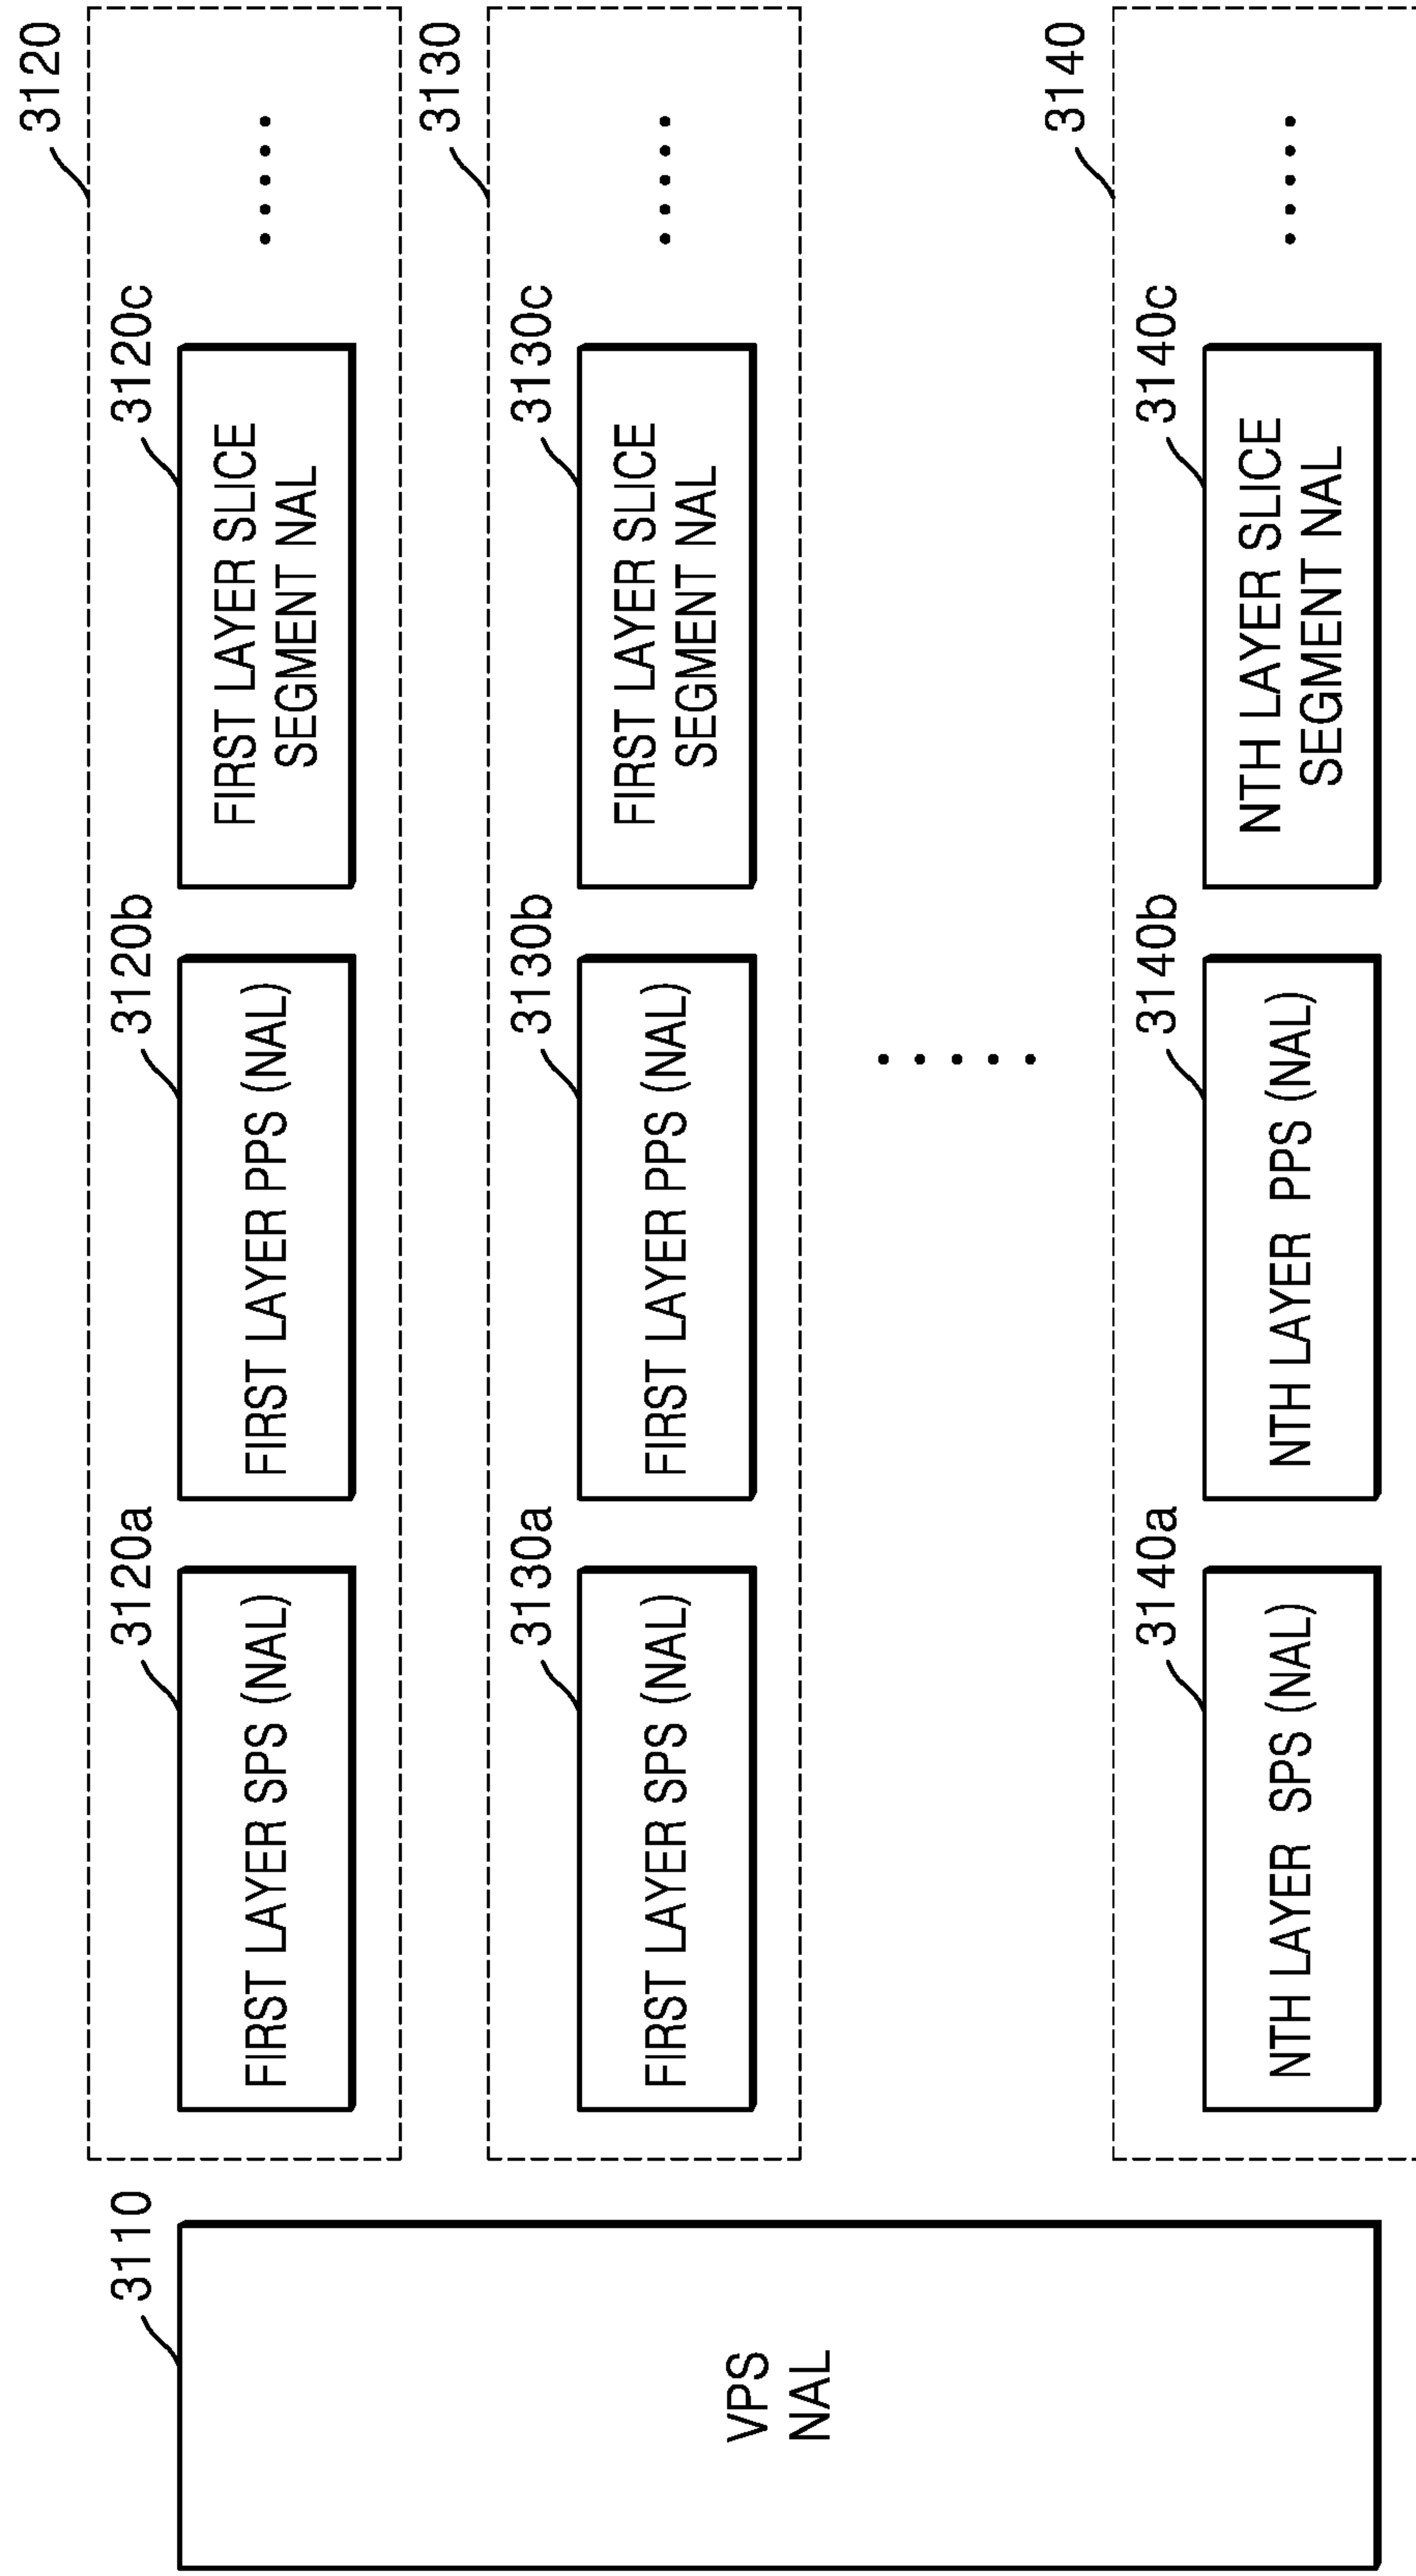 3110
VPS
NAL
3120
3120a
FIRST LAYER SPS (NAL)
3120b
FIRST LAYER PPS (NAL)
3120c
FIRST LAYER SLICE
SEGMENT NAL
.....
3130
3130a
FIRST LAYER SPS (NAL)
3130b
FIRST LAYER PPS (NAL)
3130c
FIRST LAYER SLICE
SEGMENT NAL
.....
.....
3140
3140a
NTH LAYER SPS (NAL)
3140b
NTH LAYER PPS (NAL)
3140c
NTH LAYER SLICE
SEGMENT NAL
.....